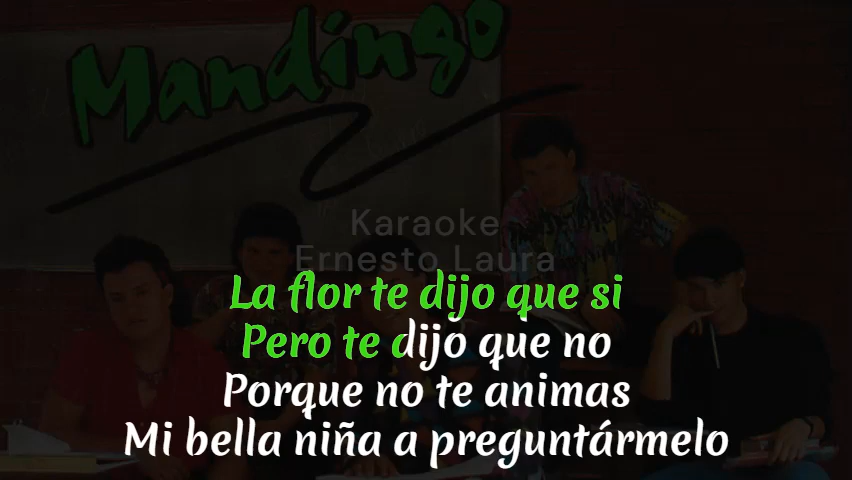 Mandingo
Karaoke
Ernesto Laura
La flor te dijo que si
Pero te dijo que no
Porque no te animas
Mi bella niña a preguntármelo